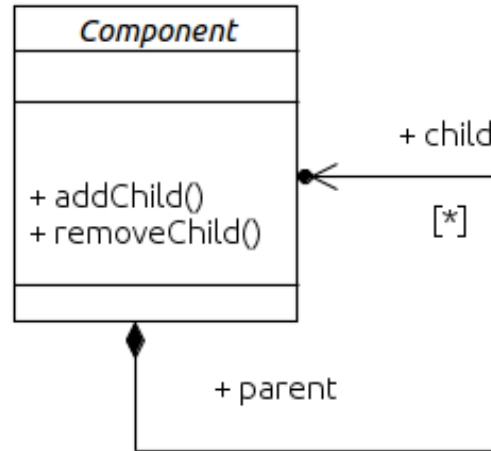 Component
+ child
+ addChild()
+ removeChild()
[*]
+ parent